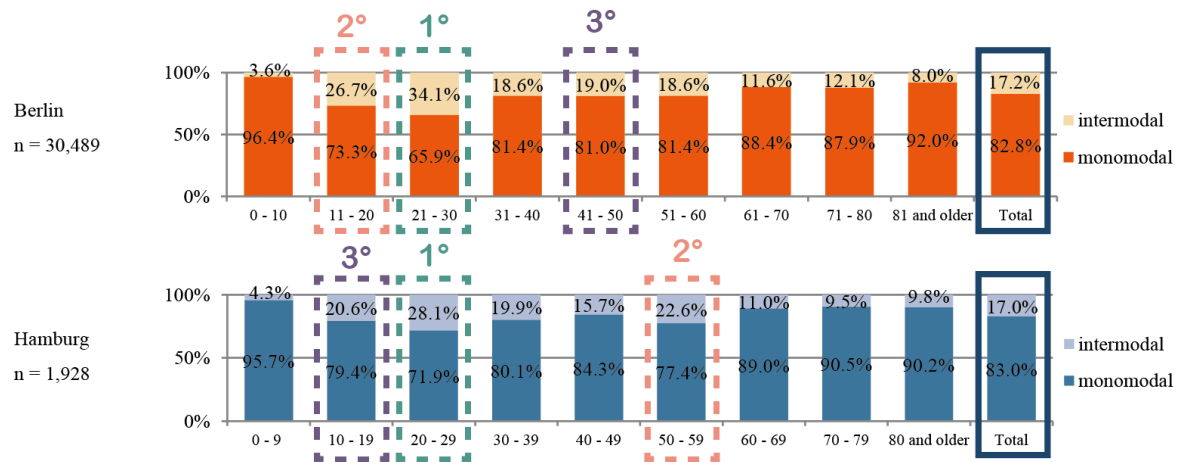 2° 1° 3°
100% 3.6% 26.7% 34.1% 18.6% 19.0% 18.6% 11.6% 12.1% 8.0% 17.2%
Berlin
n = 30,489
intermodal
monomodal
50% 96.4% 73.3% 65.9% 81.4% 81.0% 81.4% 88.4% 87.9% 92.0% 82.8%
0%
0 - 10 11 - 20 21 - 30 31 - 40 41 - 50 51 - 60 61 - 70 71 - 80 81 and older Total
3° 1° 2°
100% 4.3% 20.6% 28.1% 19.9% 15.7% 22.6% 11.0% 9.5% 9.8% 17.0%
Hamburg
n = 1,928
intermodal
monomodal
50% 95.7% 79.4% 71.9% 80.1% 84.3% 77.4% 89.0% 90.5% 90.2% 83.0%
0%
0 - 9 10 - 19 20 - 29 30 - 39 40 - 49 50 - 59 60 - 69 70 - 79 80 and older Total